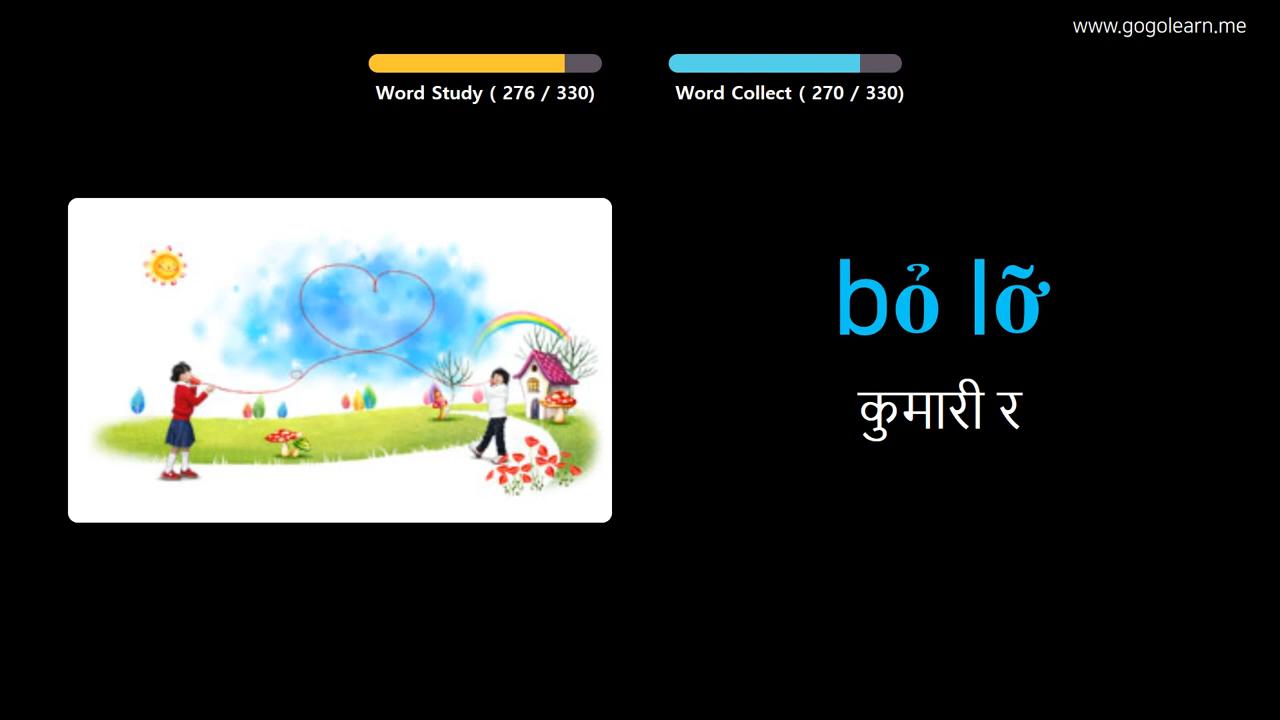 www.gogolearn.me
Word Study ( 276 / 330)
Word Collect ( 270 / 330)
bỏ lỡ
कुमारी र